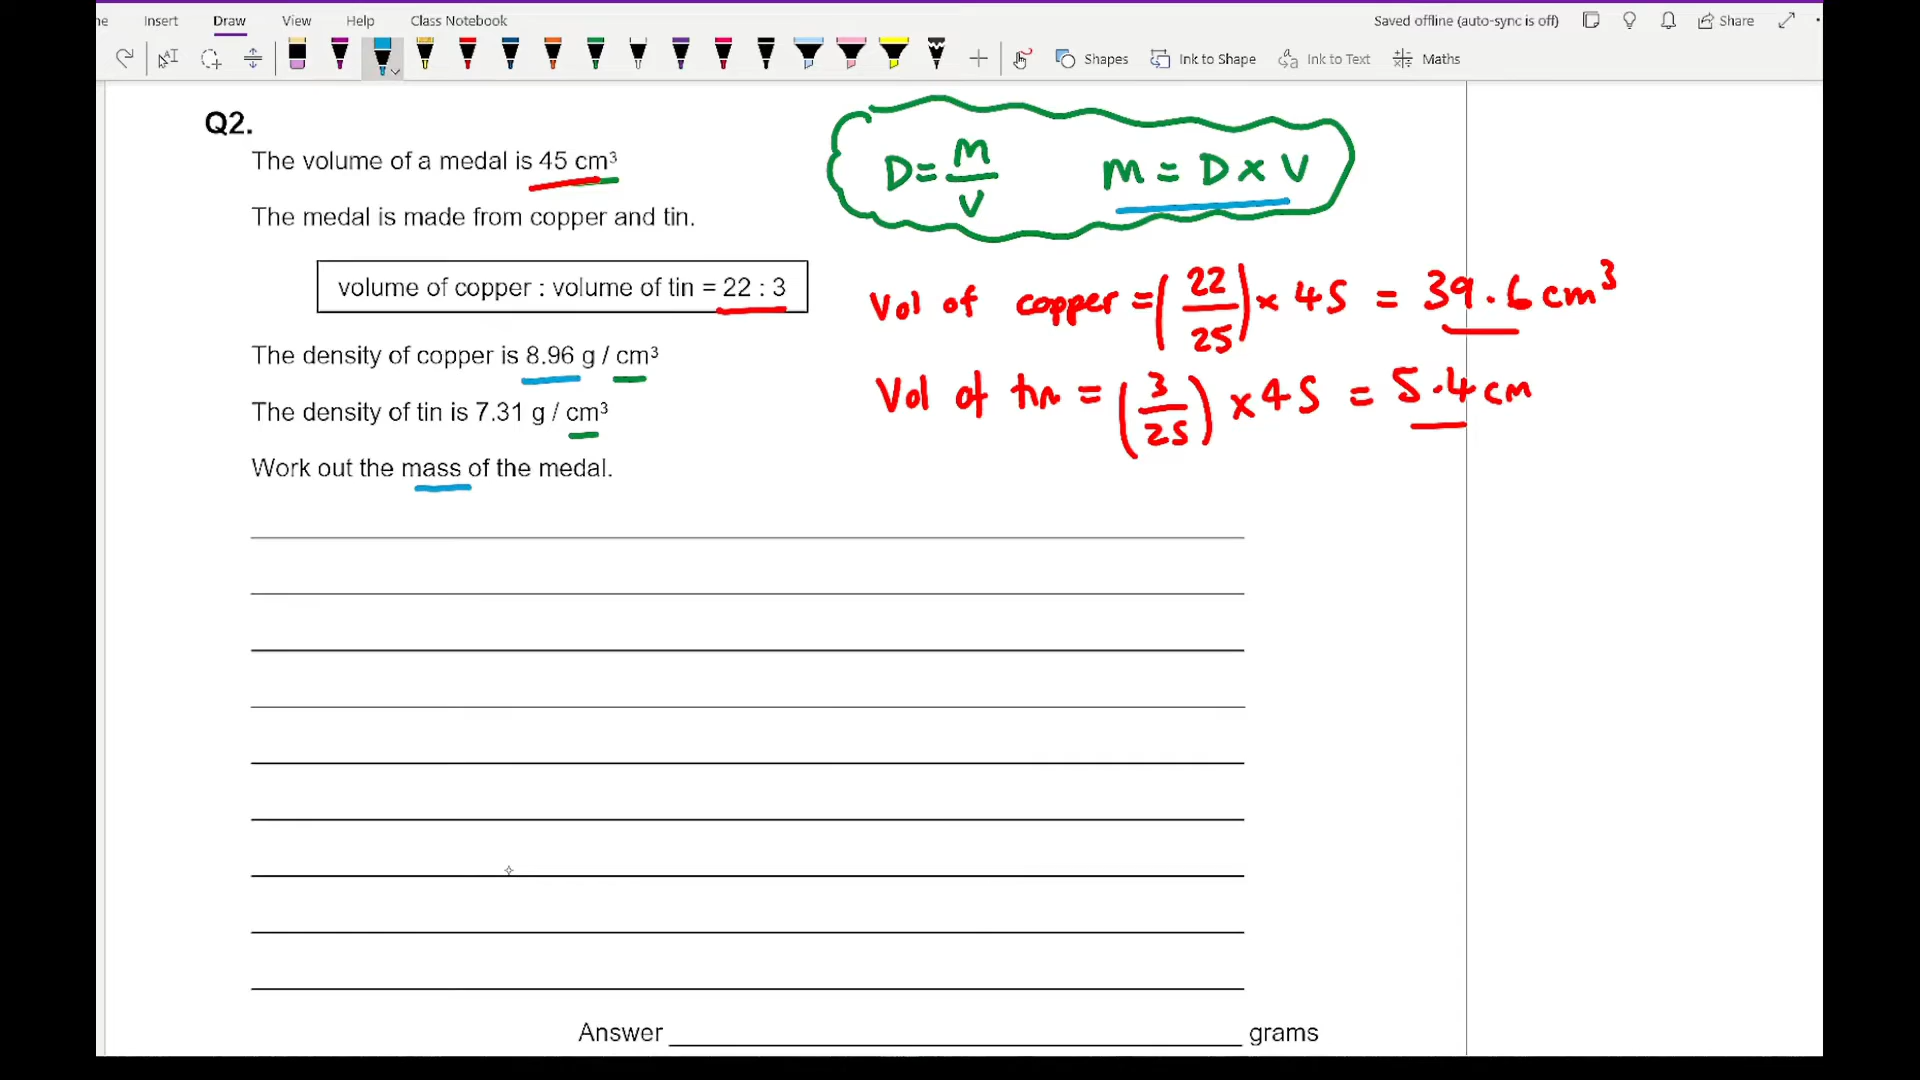 Insert Draw View Help Class Notebook Saved offline (auto-sync is off) Share
Shapes Ink to Shape Ink to Text Maths
Q2.
The volume of a medal is 45 cm³
The medal is made from copper and tin.
volume of copper : volume of tin = 22 : 3
The density of copper is 8.96 g / cm³
The density of tin is 7.31 g / cm³
Work out the mass of the medal.
D = M/V M = D x V
Vol of copper = (22/25) x 45 = 39.6 cm³
Vol of tin = (3/25) x 45 = 5.4 cm
Answer grams